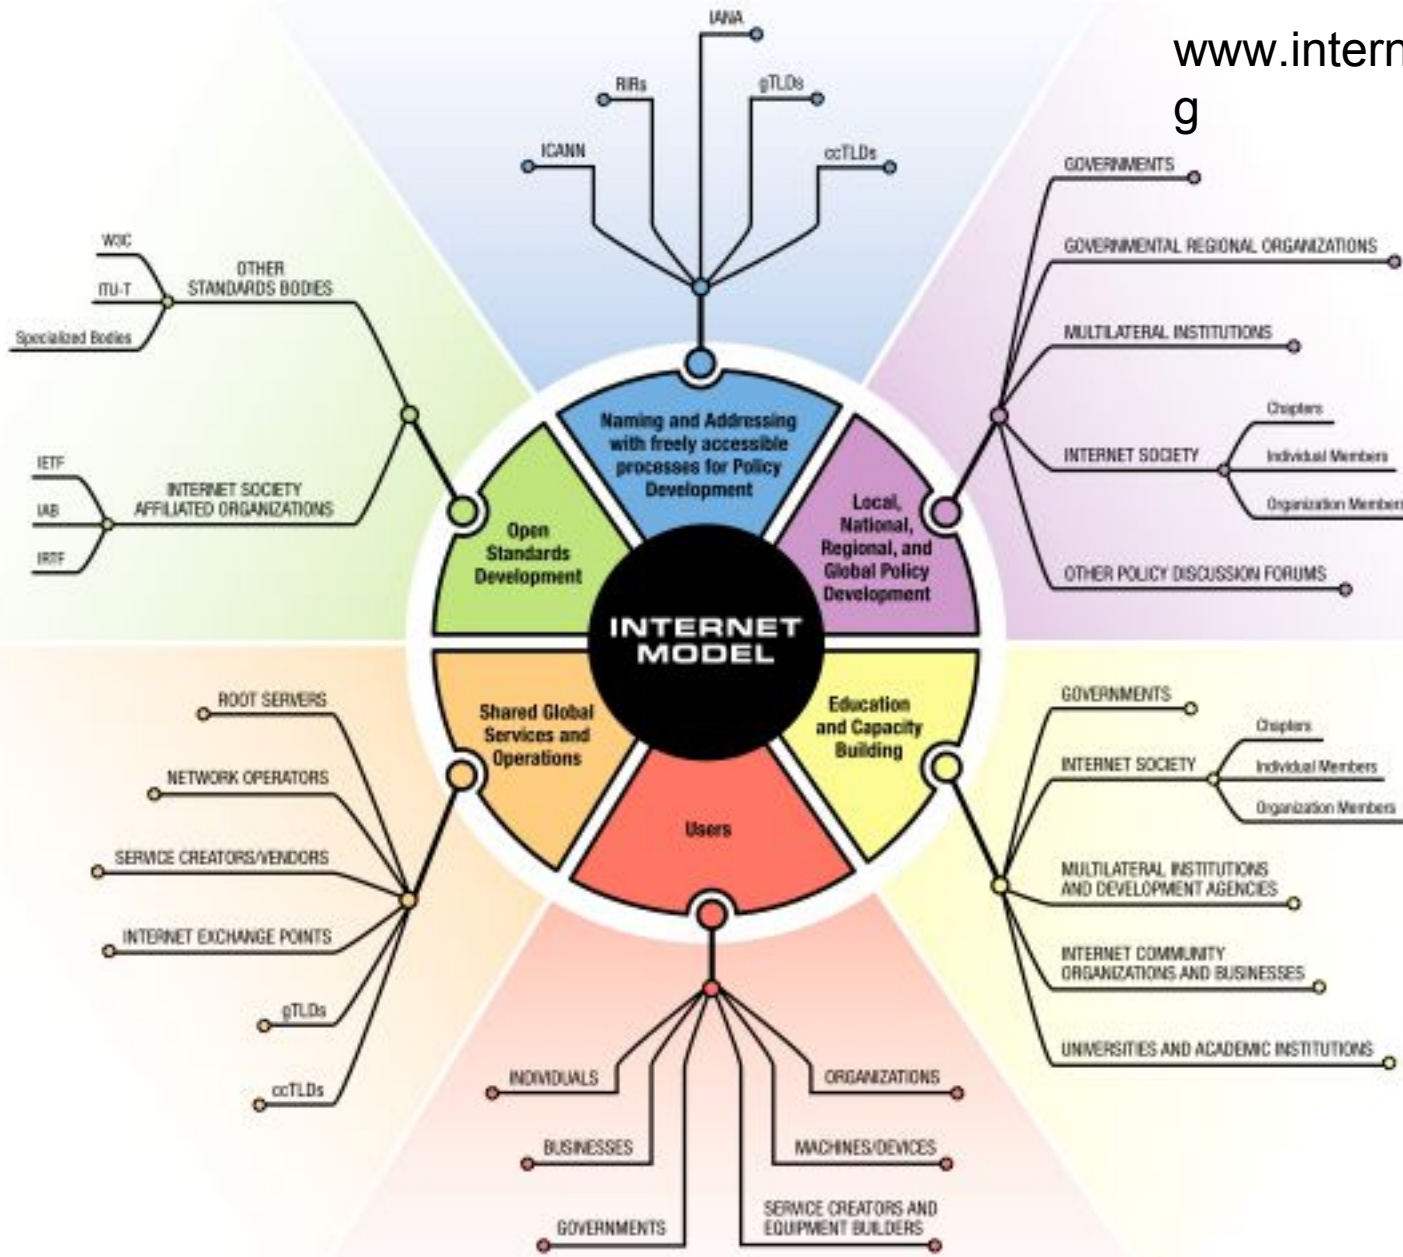 www.intern
g
IANA
RIRs
gTLDs
ICANN
ccTLDs
GOVERNMENTS
GOVERNMENTAL REGIONAL ORGANIZATIONS
MULTILATERAL INSTITUTIONS
Chapters
INTERNET SOCIETY
Individual Members
Organization Members
OTHER POLICY DISCUSSION FORUMS
W3C
OTHER
STANDARDS BODIES
ITU-T
Specialized Bodies
IETF
INTERNET SOCIETY
AFFILIATED ORGANIZATIONS
IAB
IRTF
Naming and Addressing
with freely accessible
processes for Policy
Development
Open
Standards
Development
Local,
National,
Regional, and
Global Policy
Development
INTERNET
MODEL
Shared Global
Services and
Operations
Education
and Capacity
Building
Users
ROOT SERVERS
NETWORK OPERATORS
SERVICE CREATORS/VENDORS
INTERNET EXCHANGE POINTS
gTLDs
ccTLDs
GOVERNMENTS
Chapters
INTERNET SOCIETY
Individual Members
Organization Members
MULTILATERAL INSTITUTIONS
AND DEVELOPMENT AGENCIES
INTERNET COMMUNITY
ORGANIZATIONS AND BUSINESSES
UNIVERSITIES AND ACADEMIC INSTITUTIONS
INDIVIDUALS
ORGANIZATIONS
BUSINESSES
MACHINES/DEVICES
GOVERNMENTS
SERVICE CREATORS AND
EQUIPMENT BUILDERS